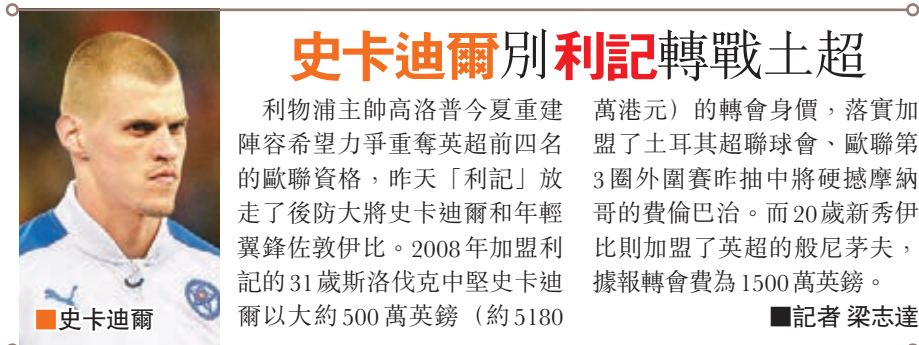 史卡迪爾別利記轉戰土超
利物浦主帥高洛普今夏重建
陣容希望力爭重奪英超前四名
的歐聯資格，昨天「利記」放
走了後防大將史卡迪爾和年輕
翼鋒佐敦伊比。2008年加盟利
記的31歲斯洛伐克中堅史卡迪
爾以大約500萬英鎊（約5180
萬港元）的轉會身價，落實加
盟了土耳其超聯球會、歐聯第
3圈外圍賽昨抽中將硬撼摩納
哥的費倫巴治。而20歲新秀伊
比則加盟了英超的般尼茅夫，
據報轉會費為1500萬英鎊。
■記者 梁志達
■史卡迪爾